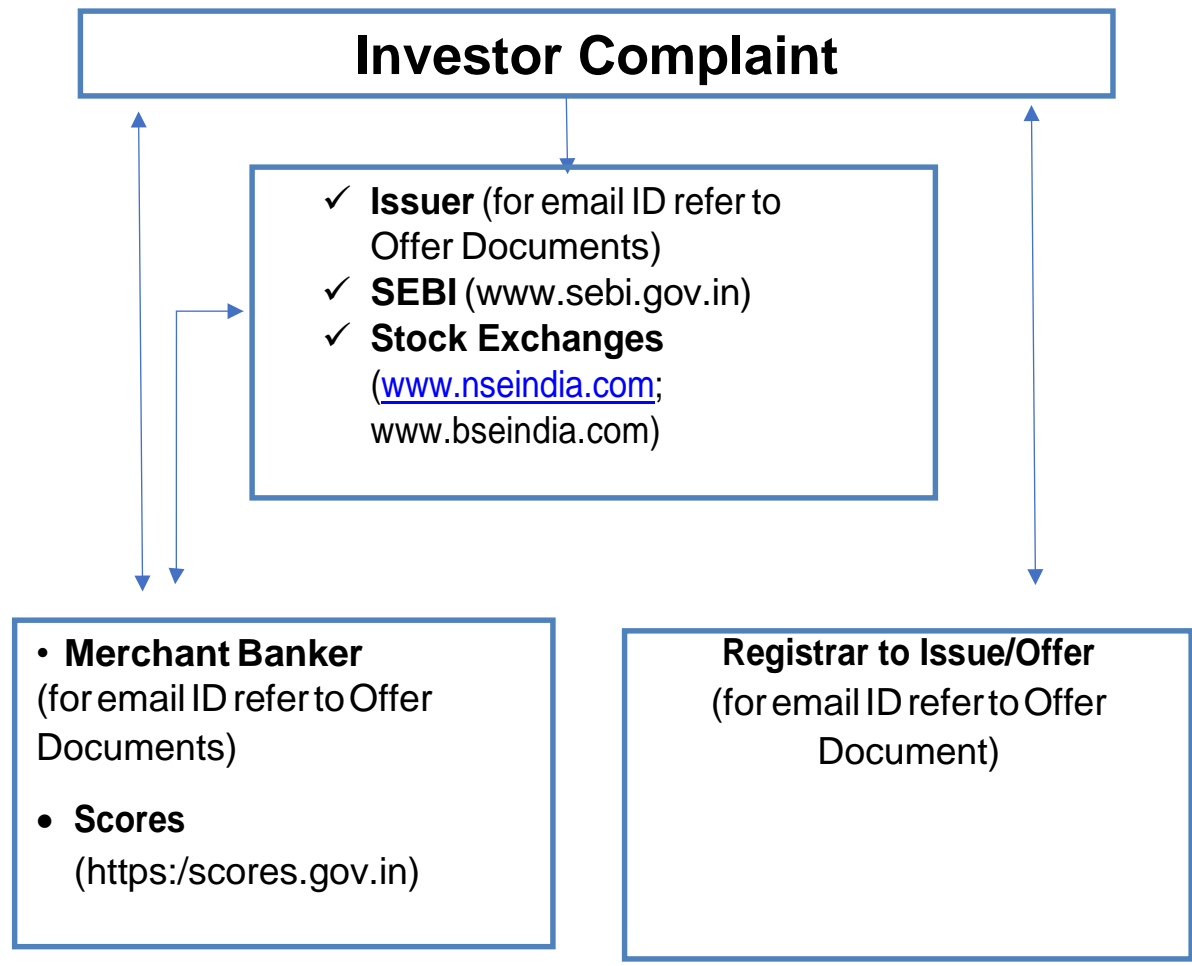 Investor Complaint
✓ Issuer (for email ID refer to
Offer Documents)
✓ SEBI (www.sebi.gov.in)
✓ Stock Exchanges
(www.nseindia.com;
www.bseindia.com)
• Merchant Banker
(for email ID refer to Offer
Documents)
• Scores
(https:/scores.gov.in)
Registrar to Issue/Offer
(for email ID refer to Offer
Document)